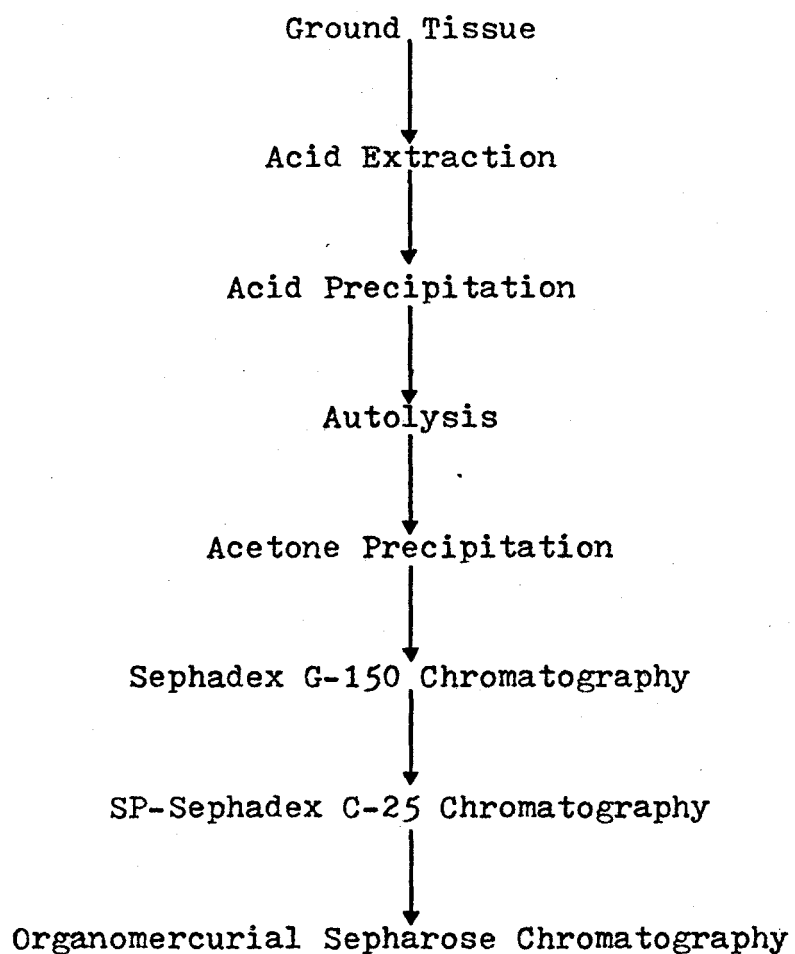 Ground Tissue
Acid Extraction
Acid Precipitation
Autolysis
Acetone Precipitation
Sephadex G-150 Chromatography
SP-Sephadex C-25 Chromatography
Organomercurial Sepharose Chromatography